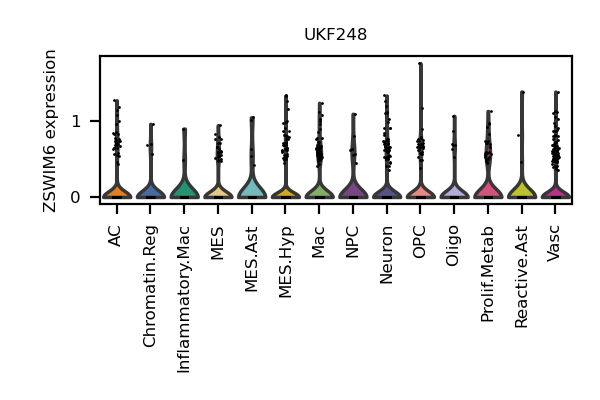 UKF248
ZSWIM6 expression
1
0
AC
Chromatin.Reg
Inflammatory.Mac
MES
MES.Ast
MES.Hyp
Mac
NPC
Neuron
OPC
Oligo
Prolif.Metab
Reactive.Ast
Vasc